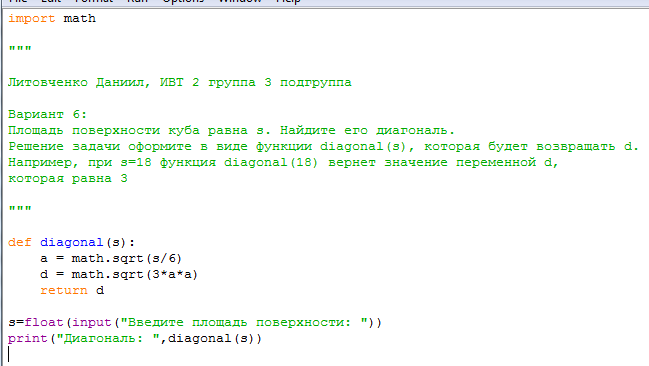 File Edit Format Run Options Window Help
import math
"""
Литовченко Даниил, ИВТ 2 группа 3 подгруппа
Вариант 6:
Площадь поверхности куба равна s. Найдите его диагональ.
Решение задачи оформите в виде функции diagonal(s), которая будет возвращать d.
Например, при s=18 функция diagonal(18) вернет значение переменной d,
которая равна 3
"""
def diagonal(s):
    a = math.sqrt(s/6)
    d = math.sqrt(3*a*a)
    return d
s=float(input("Введите площадь поверхности: "))
print("Диагональ: ",diagonal(s))